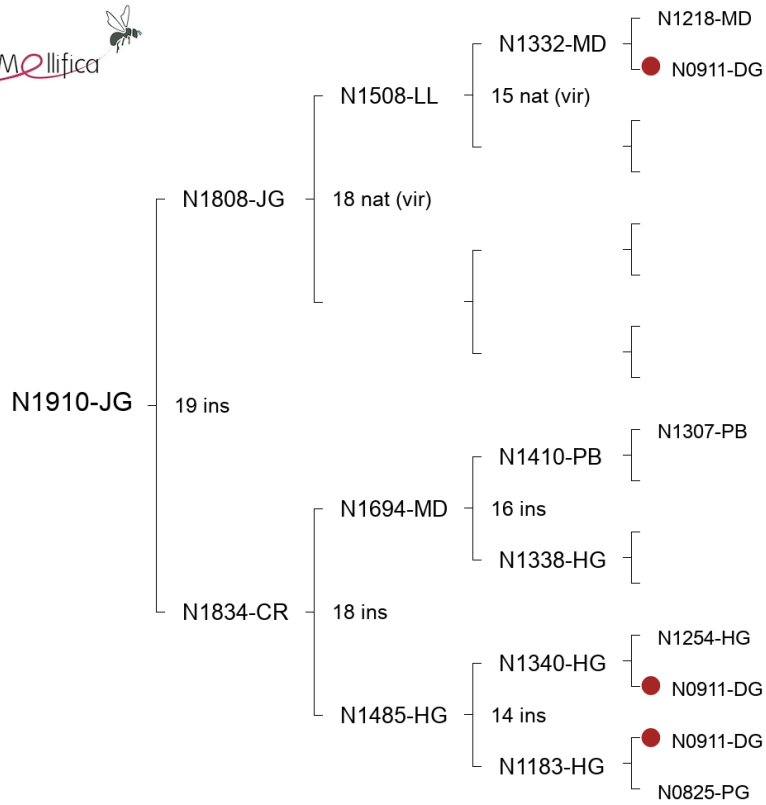 Mellifica
N1218-MD
N1332-MD
N0911-DG
N1508-LL
15 nat (vir)
N1808-JG
18 nat (vir)
N1910-JG
19 ins
N1307-PB
N1410-PB
N1694-MD
16 ins
N1338-HG
N1834-CR
18 ins
N1254-HG
N1340-HG
N0911-DG
N1485-HG
14 ins
N0911-DG
N1183-HG
N0825-PG